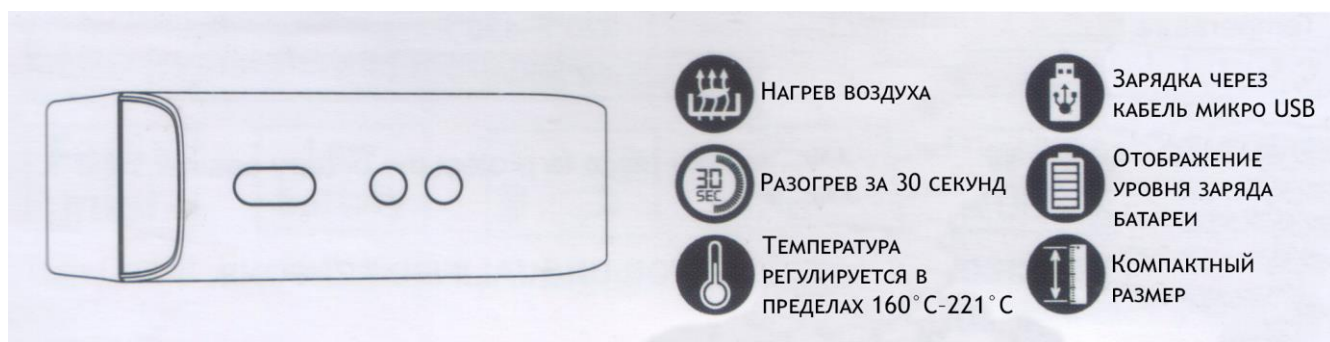 Нагрев воздуха
30
SEC
Разогрев за 30 секунд
Температура
регулируется в
пределах 160°C-221°C
Зарядка через
кабель микро USB
Отображение
уровня заряда
батареи
Компактный
размер